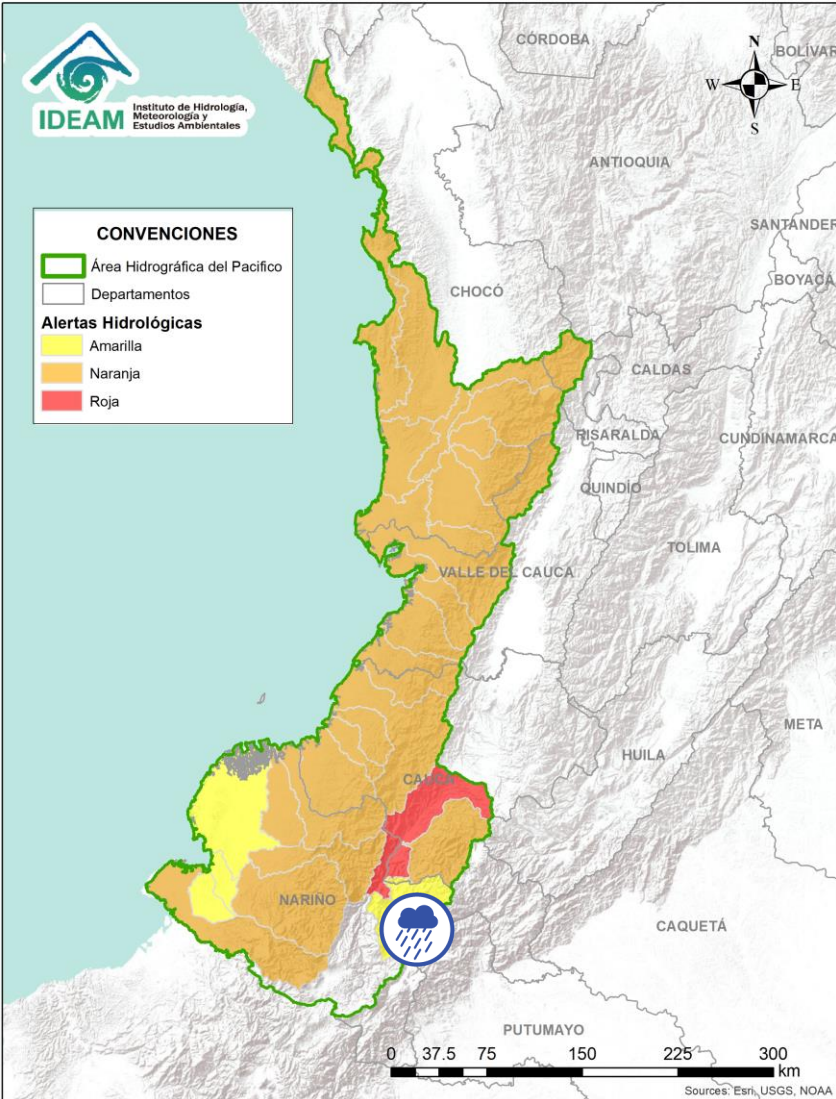 IDEAM
Instituto de Hidrología,
Meteorología y
Estudios Ambientales
N
W
E
S
CONVENCIONES
Área Hidrográfica del Pacifico
Departamentos
Alertas Hidrológicas
Amarilla
Naranja
Roja
CÓRDOBA
BOLÍVAR
ANTIOQUIA
SANTANDER
BOYACÁ
CHOCÓ
CALDAS
RISARALDA
CUNDINAMARCA
QUINDÍO
TOLIMA
VALLE DEL CAUCA
META
HUILA
CAUCA
NARIÑO
CAQUETÁ
PUTUMAYO
0 37.5 75 150 225 300
km
Sources: Esri, USGS, NOAA